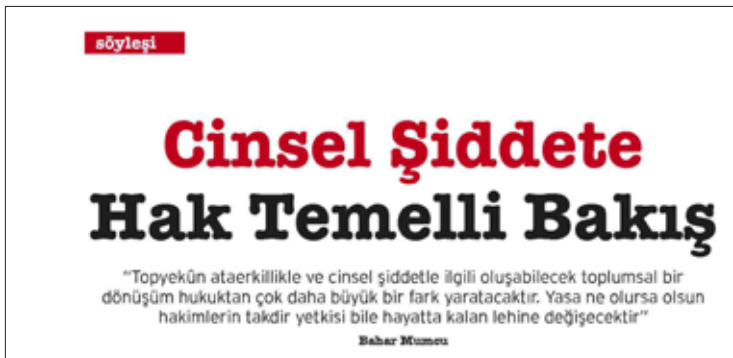 söyleşi
Cinsel Şiddete
Hak Temelli Bakış
"Topyekûn ataerkillikle ve cinsel şiddetle ilgili oluşabilecek toplumsal bir
dönüşüm hukuktan çok daha büyük bir fark yaratacaktır. Yasa ne olursa olsun
hakimlerin takdir yetkisi bile hayatta kalan lehine değişecektir"
Bahar Mumcu